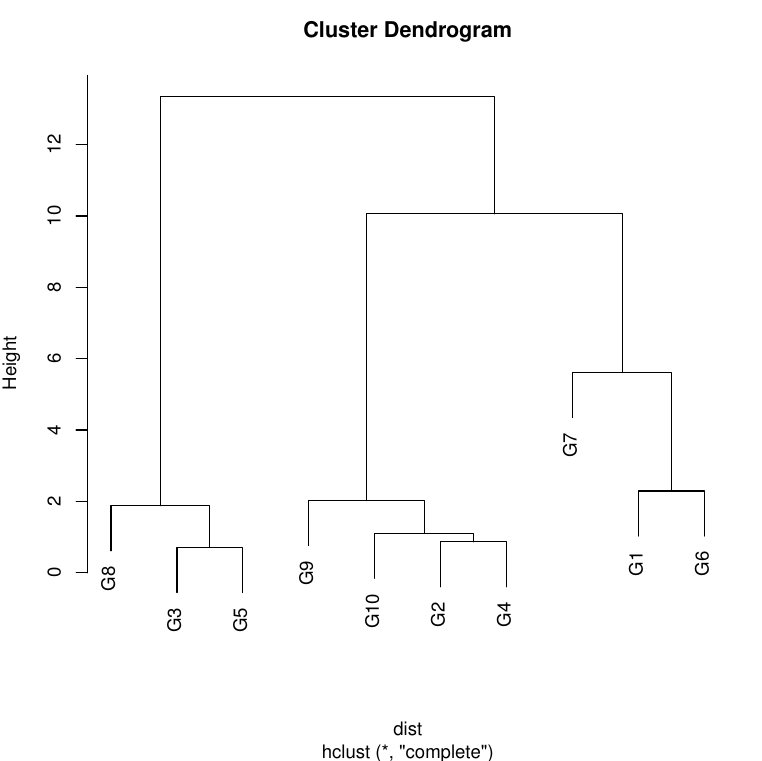 Cluster Dendrogram
Height
0 2 4 6 8 10 12
G8
G3
G5
G9
G10
G2
G4
G7
G1
G6
dist
hclust (*, "complete")